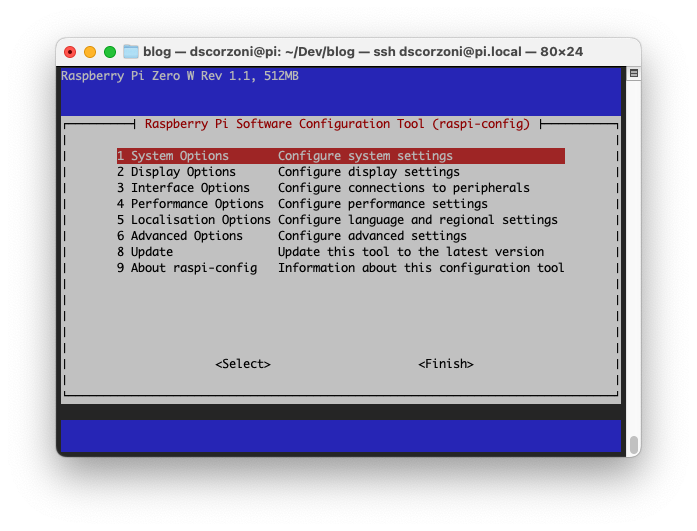 blog — dscorzoni@pi: ~/Dev/blog — ssh dscorzoni@pi.local — 80×24
Raspberry Pi Zero W Rev 1.1, 512MB
Raspberry Pi Software Configuration Tool (raspi-config)
1 System Options       Configure system settings
2 Display Options      Configure display settings
3 Interface Options    Configure connections to peripherals
4 Performance Options  Configure performance settings
5 Localisation Options Configure language and regional settings
6 Advanced Options     Configure advanced settings
8 Update               Update this tool to the latest version
9 About raspi-config   Information about this configuration tool
<Select>                     <Finish>